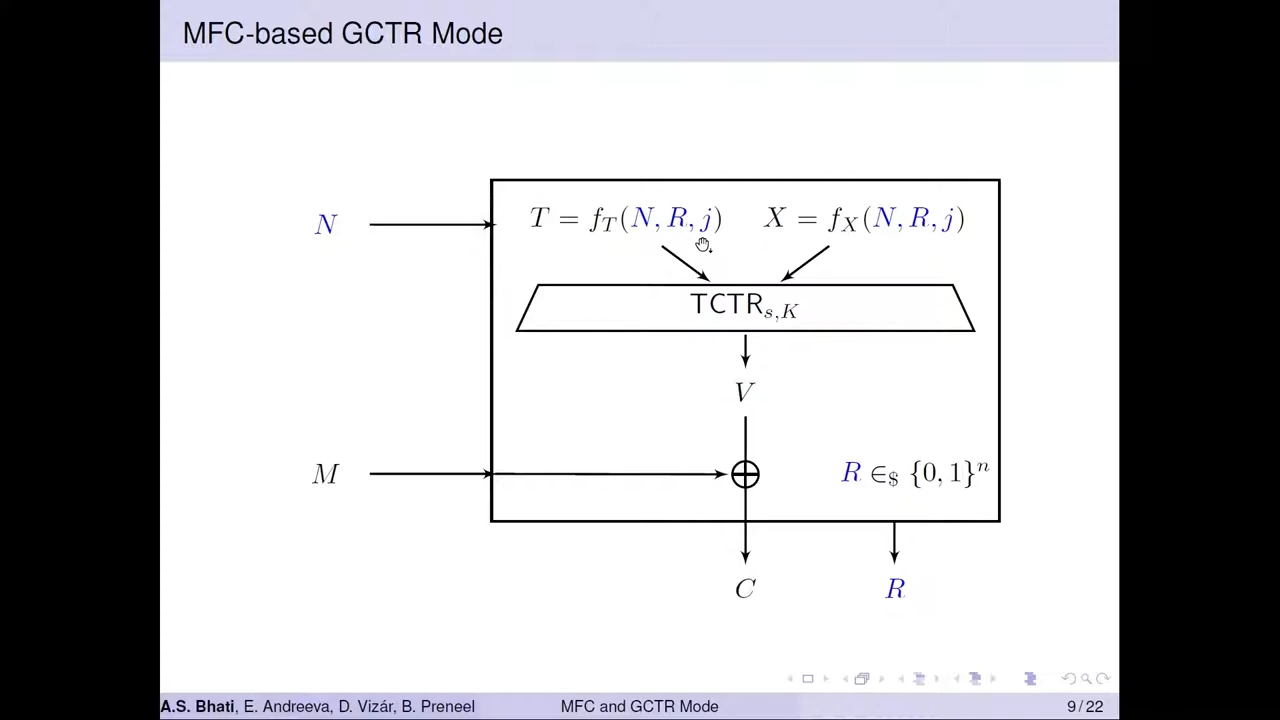 MFC-based GCTR Mode
N
T = f_T(N, R, j) X = f_X(N, R, j)
TCTR_{s,K}
V
M
R ∈_$ {0, 1}^n
C R
A.S. Bhati, E. Andreeva, D. Vizár, B. Preneel MFC and GCTR Mode 9 / 22